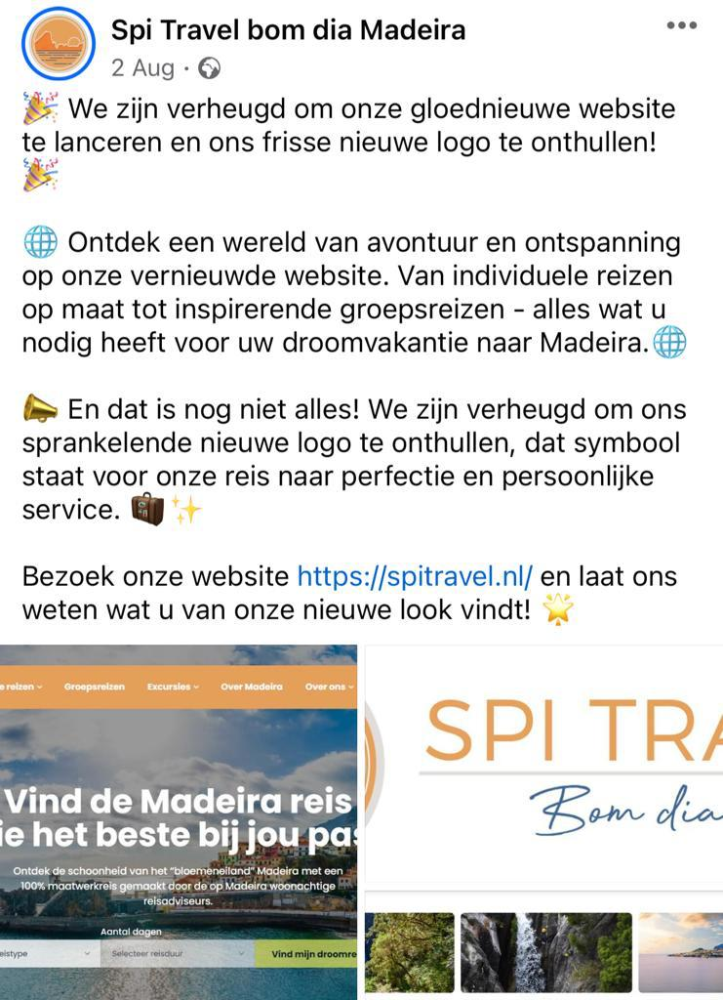 Spi Travel bom dia Madeira
2 Aug ·
🎉 We zijn verheugd om onze gloednieuwe website
te lanceren en ons frisse nieuwe logo te onthullen!
🎉
🌐 Ontdek een wereld van avontuur en ontspanning
op onze vernieuwde website. Van individuele reizen
op maat tot inspirerende groepsreizen - alles wat u
nodig heeft voor uw droomvakantie naar Madeira.🌐
📣 En dat is nog niet alles! We zijn verheugd om ons
sprankelende nieuwe logo te onthullen, dat symbool
staat voor onze reis naar perfectie en persoonlijke
service. 🧳✨
Bezoek onze website https://spitravel.nl/ en laat ons
weten wat u van onze nieuwe look vindt! 🌟
e reizen Groepsreizen Excursies Over Madeira Over ons
Vind de Madeira reis
ie het beste bij jou pas
Ontdek de schoonheid van het "bloemeneiland" Madeira met een
100% maatwerkreis gemaakt door de op Madeira woonachtige
reisadviseurs.
Aantal dagen
eistype Selecteer reisduur Vind mijn droomre
SPI TRA
Bom dia